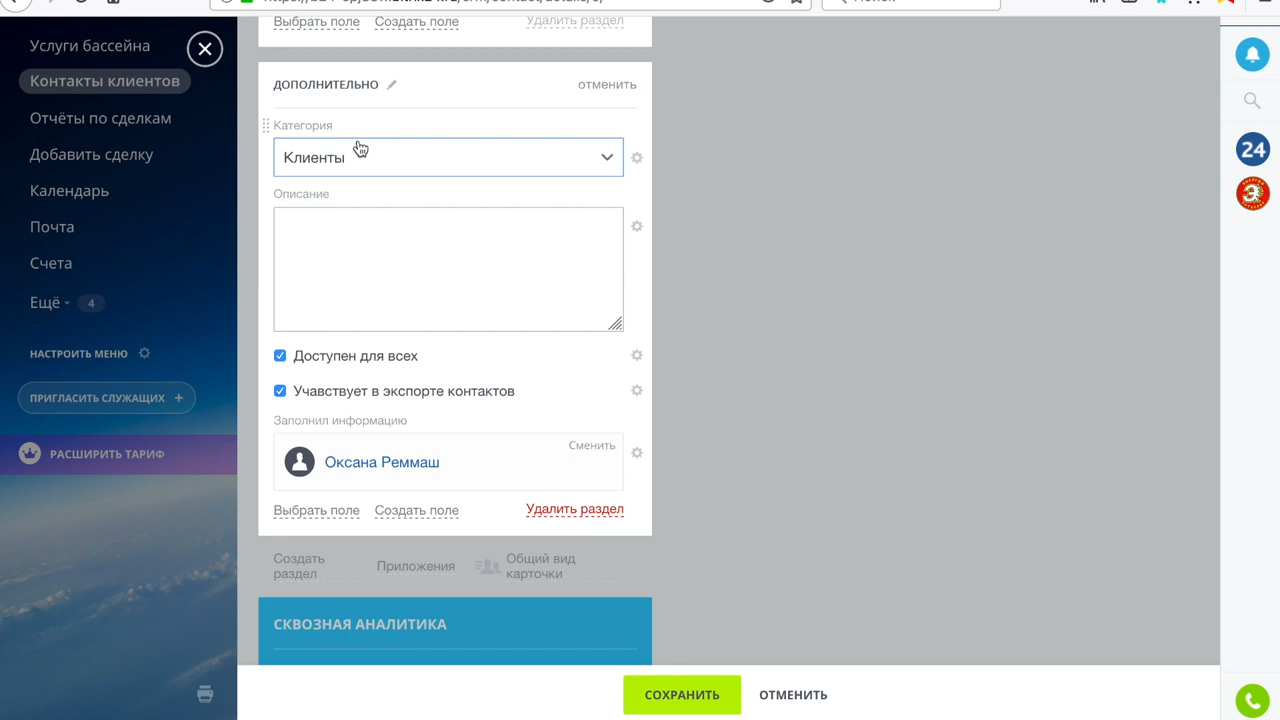 Выбрать поле
Создать поле
Удалить раздел
Услуги бассейна
Контакты клиентов
Отчёты по сделкам
Добавить сделку
Календарь
Почта
Счета
Ещё
4
НАСТРОИТЬ МЕНЮ
ПРИГЛАСИТЬ СЛУЖАЩИХ +
РАСШИРИТЬ ТАРИФ
ДОПОЛНИТЕЛЬНО
отменить
Категория
Клиенты
Описание
Доступен для всех
Учавствует в экспорте контактов
Заполнил информацию
Сменить
Оксана Реммаш
Выбрать поле
Создать поле
Удалить раздел
Создать
раздел
Приложения
Общий вид
карточки
СКВОЗНАЯ АНАЛИТИКА
СОХРАНИТЬ
ОТМЕНИТЬ
24